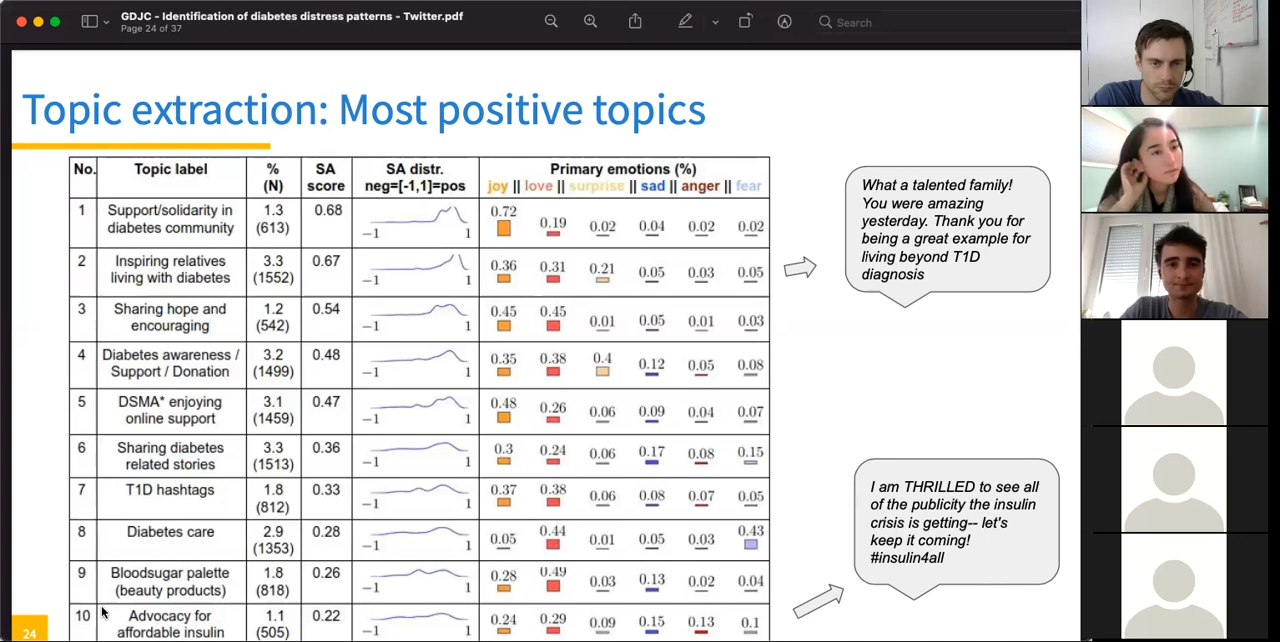 GDJC - Identification of diabetes distress patterns - Twitter.pdf
Page 24 of 37
Search
Topic extraction: Most positive topics
No. Topic label % (N) SA score SA distr. neg=[-1,1]=pos Primary emotions (%) joy || love || surprise || sad || anger || fear
1 Support/solidarity in diabetes community 1.3 (613) 0.68 −1 1 0.72 0.19 0.02 0.04 0.02 0.02
2 Inspiring relatives living with diabetes 3.3 (1552) 0.67 −1 1 0.36 0.31 0.21 0.05 0.03 0.05
3 Sharing hope and encouraging 1.2 (542) 0.54 −1 1 0.45 0.45 0.01 0.05 0.01 0.03
4 Diabetes awareness / Support / Donation 3.2 (1499) 0.48 −1 1 0.35 0.38 0.4 0.12 0.05 0.08
5 DSMA* enjoying online support 3.1 (1459) 0.47 −1 1 0.48 0.26 0.06 0.09 0.04 0.07
6 Sharing diabetes related stories 3.3 (1513) 0.36 −1 1 0.3 0.24 0.06 0.17 0.08 0.15
7 T1D hashtags 1.8 (812) 0.33 −1 1 0.37 0.38 0.06 0.08 0.07 0.05
8 Diabetes care 2.9 (1353) 0.28 −1 1 0.05 0.44 0.01 0.05 0.03 0.43
9 Bloodsugar palette (beauty products) 1.8 (818) 0.26 −1 1 0.28 0.49 0.03 0.13 0.02 0.04
10 Advocacy for affordable insulin 1.1 (505) 0.22 −1 1 0.24 0.29 0.09 0.15 0.13 0.1
What a talented family!
You were amazing
yesterday. Thank you for
being a great example for
living beyond T1D
diagnosis
I am THRILLED to see all
of the publicity the insulin
crisis is getting-- let's
keep it coming!
#insulin4all
24